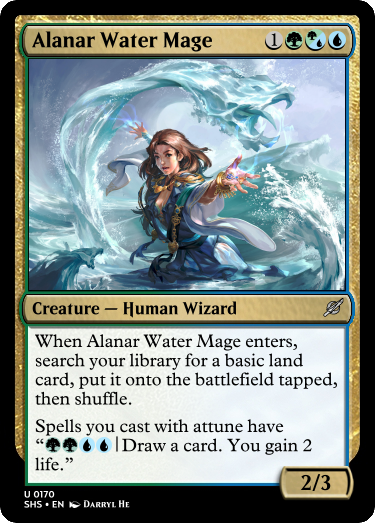 Alanar Water Mage 1
Creature — Human Wizard
When Alanar Water Mage enters,
search your library for a basic land
card, put it onto the battlefield tapped,
then shuffle.
Spells you cast with attune have
“|Draw a card. You gain 2
life.”
2/3
U 0170
SHS • EN Darryl He